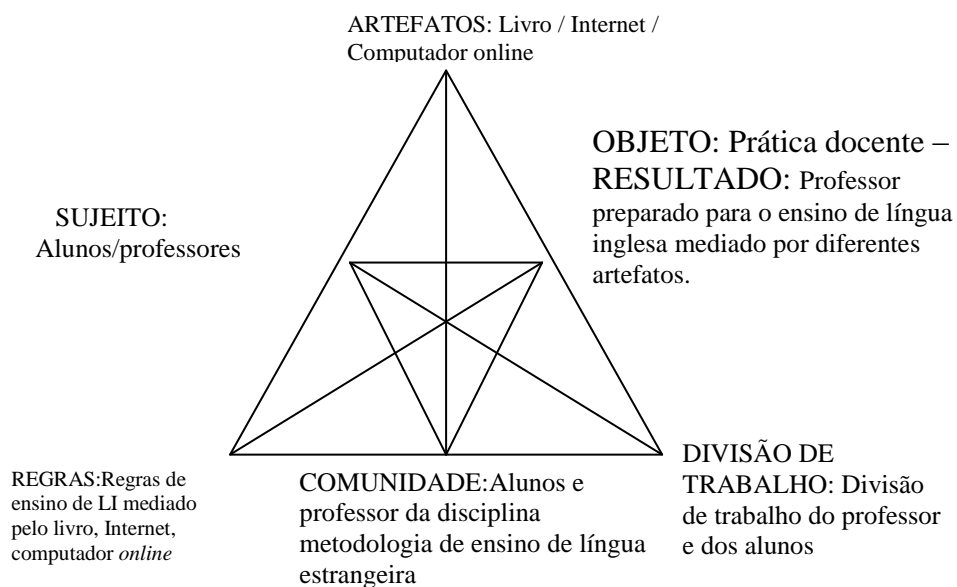 ARTEFATOS: Livro / Internet /
Computador online
OBJETO: Prática docente –
RESULTADO: Professor
preparado para o ensino de língua
inglesa mediado por diferentes
artefatos.
SUJEITO:
Alunos/professores
REGRAS:Regras de
ensino de LI mediado
pelo livro, Internet,
computador online
COMUNIDADE:Alunos e
professor da disciplina
metodologia de ensino de língua
estrangeira
DIVISÃO DE
TRABALHO: Divisão
de trabalho do professor
e dos alunos